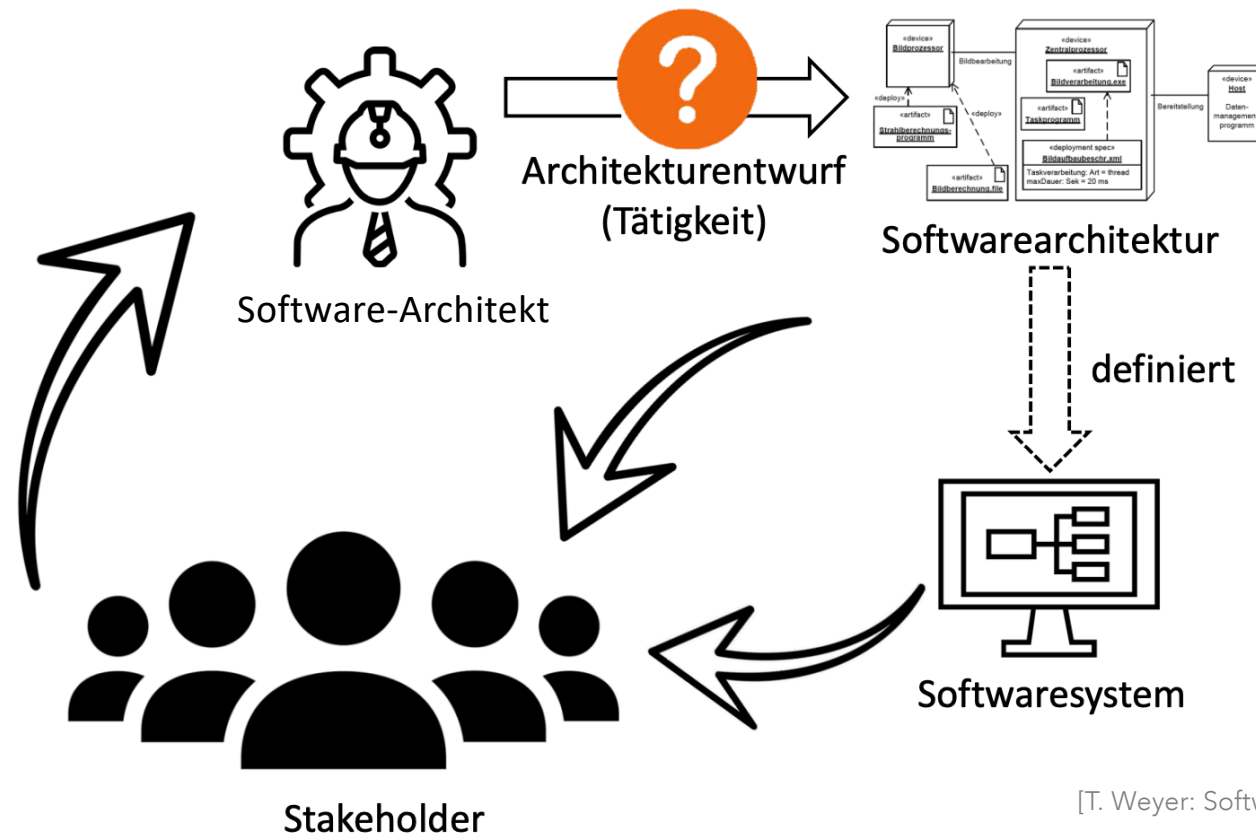 «device»
Bildprozessor
Bildbearbeitung
«device»
Zentralprozessor
«artifact»
Bildverarbeitung.exe
«device»
Host
Daten-
managemen
programm
«deploy»
«artifact»
Strahlberechnungs-
programm
«deploy»
«artifact»
Taskprogramm
Bereitstellung
«deployment spec»
Bildaufbaubeschr.xml
Taskverarbeitung: Art = thread
maxDauer: Sek = 20 ms
«artifact»
Bildberechnung.file
?
Architekturentwurf
(Tätigkeit)
Softwarearchitektur
Software-Architekt
definiert
Softwaresystem
Stakeholder
[T. Weyer: Softw